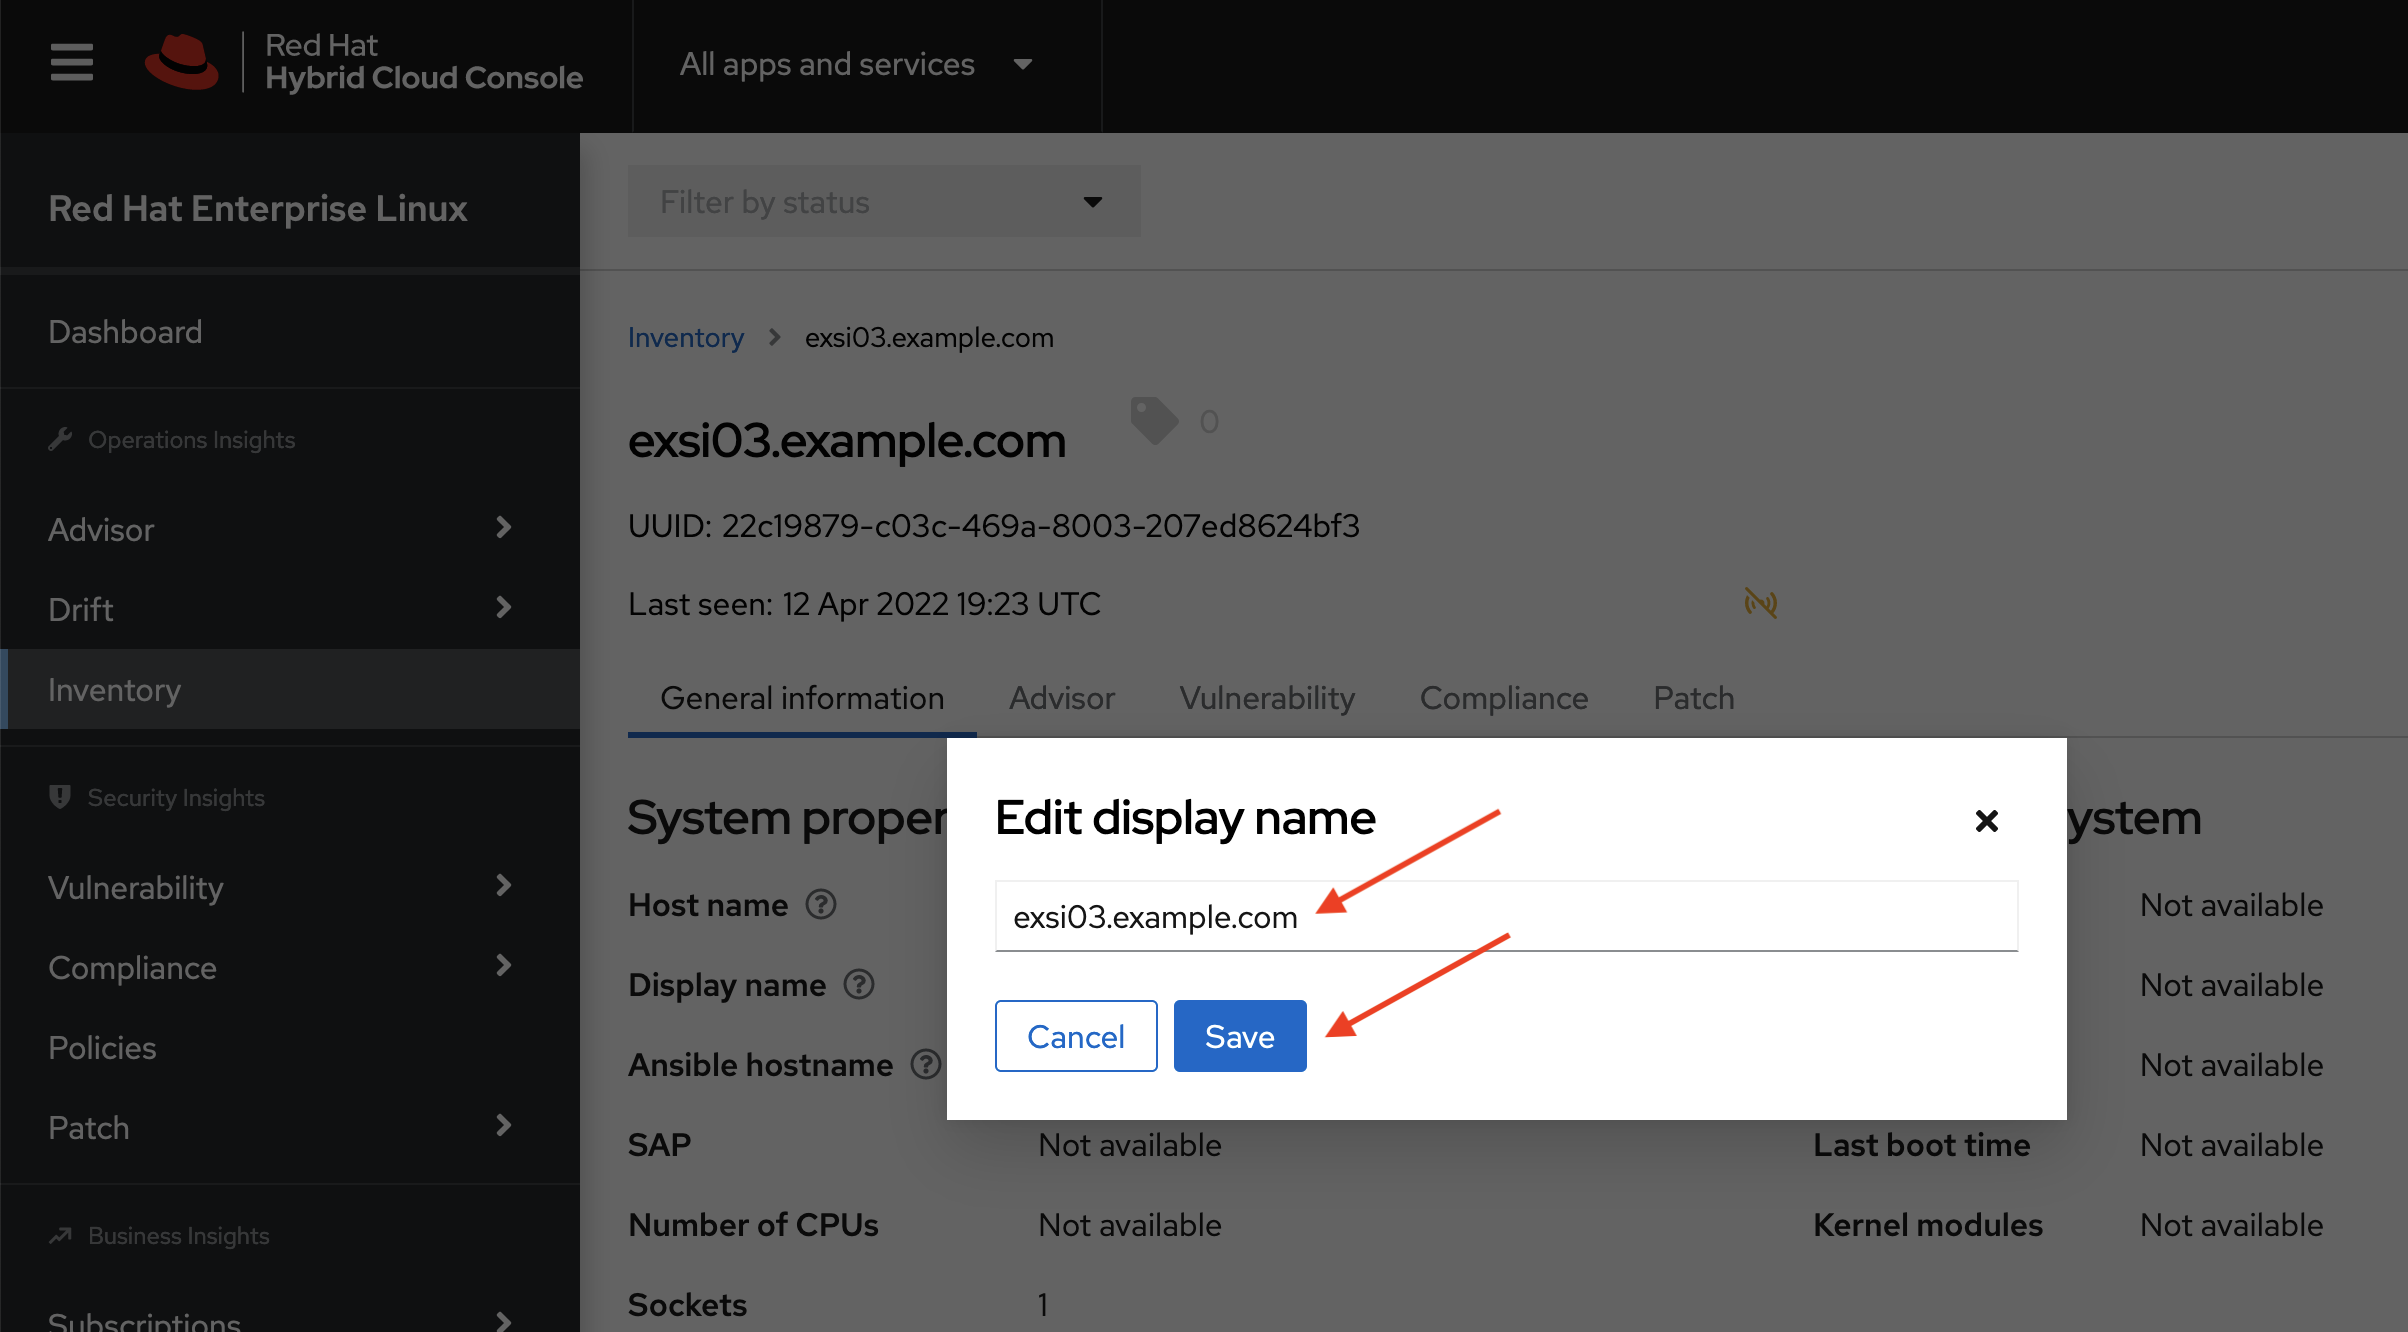 Red Hat
Hybrid Cloud Console
All apps and services
Red Hat Enterprise Linux
Dashboard
Operations Insights
Advisor
Drift
Inventory
Security Insights
Vulnerability
Compliance
Policies
Patch
Business Insights
Subscriptions
Filter by status
Inventory > exsi03.example.com
exsi03.example.com 0
UUID: 22c19879-c03c-469a-8003-207ed8624bf3
Last seen: 12 Apr 2022 19:23 UTC
General information Advisor Vulnerability Compliance Patch
System proper
ystem
Edit display name
exsi03.example.com
Cancel Save
Host name
Not available
Display name
Not available
Ansible hostname
Not available
SAP Not available Last boot time Not available
Number of CPUs Not available Kernel modules Not available
Sockets 1